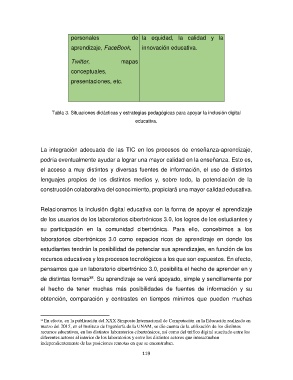 personales de
aprendizaje, FaceBook,
Twitter, mapas
conceptuales,
presentaciones, etc.
la equidad, la calidad y la
innovación educativa.
Tabla 3. Situaciones didácticas y estrategias pedagógicas para apoyar la inclusión digital
educativa.
La integración adecuada de las TIC en los procesos de enseñanza-aprendizaje,
podría eventualmente ayudar a lograr una mayor calidad en la enseñanza. Esto es,
el acceso a muy distintos y diversas fuentes de información, el uso de distintos
lenguajes propios de los distintos medios y, sobre todo, la potenciación de la
construcción colaborativa del conocimiento, propiciará una mayor calidad educativa.
Relacionamos la inclusión digital educativa con la forma de apoyar el aprendizaje
de los usuarios de los laboratorios cibertrónicos 3.0, los logros de los estudiantes y
su participación en la comunidad cibertrónica. Para ello, concebimos a los
laboratorios cibertrónicos 3.0 como espacios ricos de aprendizaje en donde los
estudiantes tendrán la posibilidad de potenciar sus aprendizajes, en función de los
recursos educativos y los procesos tecnológicos a los que son expuestos. En efecto,
pensamos que un laboratorio cibertrónico 3.0, posibilita el hecho de aprender en y
de distintas formas. Su aprendizaje se verá apoyado, simple y sencillamente por
el hecho de tener muchas más posibilidades de fuentes de información y su
obtención, comparación y contrastes en tiempos mínimos que pueden muchas
En efecto, en la publicación del XXX Simposio Internacional de Computación en la Educación realizado en
marzo del 2015, en el Instituto de Ingeniería de la UNAM, se dio cuenta de la utilización de los distintos
recursos educativos, en los distintos laboratorios cibertrónicos, así como del tráfico digital suscitado entre los
diferentes actores al interior de los laboratorios y entre los distintos actores que interactuaban
independientemente de las posiciones remotas en que se encontraban.
119